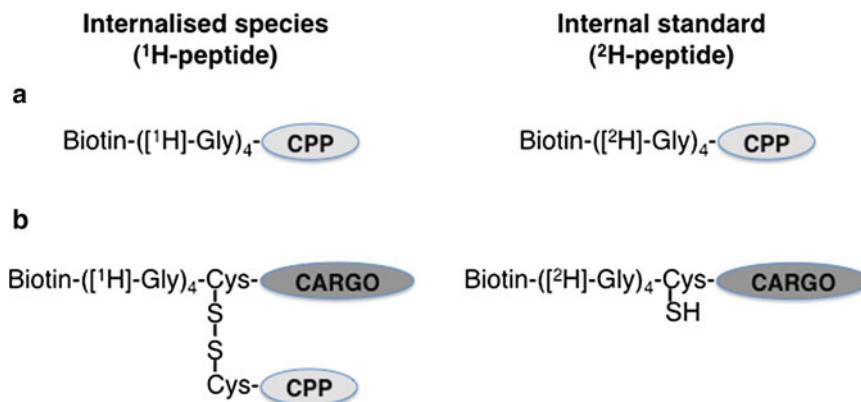 Internalised species
(¹H-peptide)
Internal standard
(²H-peptide)
a
Biotin-([¹H]-Gly)₄-CPP
Biotin-([²H]-Gly)₄-CPP
b
Biotin-([¹H]-Gly)₄-Cys-CARGO
S
S
Cys-CPP
Biotin-([²H]-Gly)₄-Cys-CARGO
SH